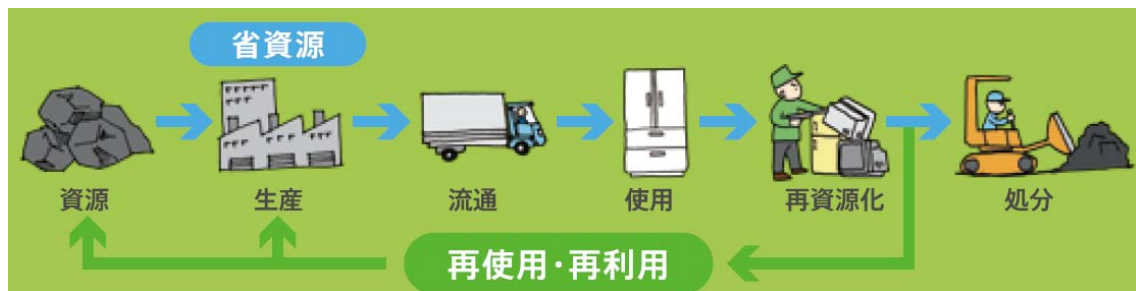 省資源
資源
生産
流通
使用
再資源化
処分
再使用・再利用